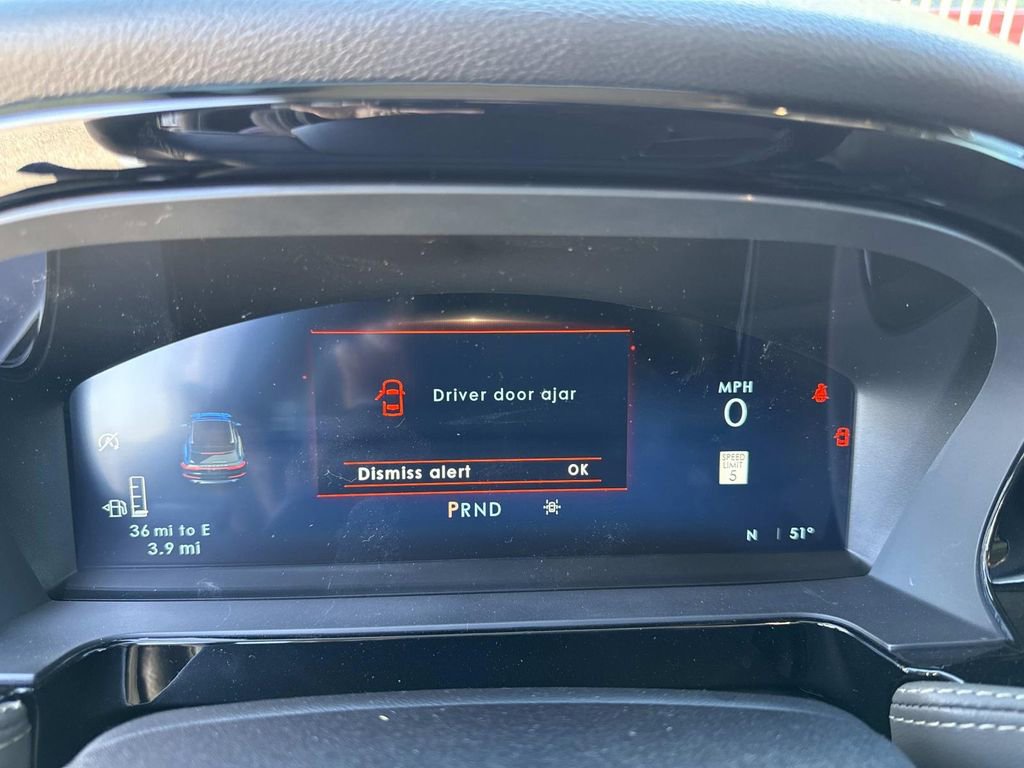 Driver door ajar
Dismiss alert OK
MPH
0
SPEED
LIMIT
5
PRND
36 mi to E
3.9 mi
N 51°